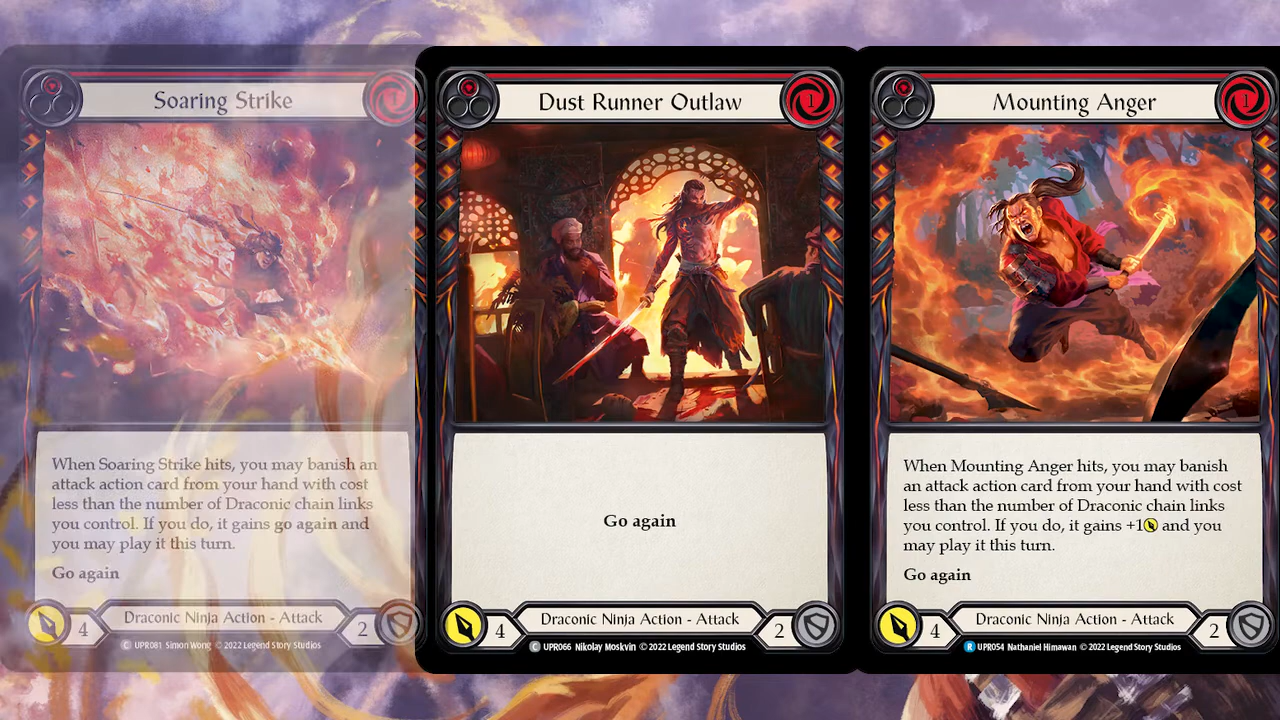 Soaring Strike
1
When Soaring Strike hits, you may banish an
attack action card from your hand with cost
less than the number of Draconic chain links
you control. If you do, it gains go again and
you may play it this turn.
Go again
4
Draconic Ninja Action - Attack
2
C UPR081 Simon Wong © 2022 Legend Story Studios
Dust Runner Outlaw
1
Go again
4
Draconic Ninja Action - Attack
2
C UPR066 Nikolay Moskvin © 2022 Legend Story Studios
Mounting Anger
1
When Mounting Anger hits, you may banish
an attack action card from your hand with cost
less than the number of Draconic chain links
you control. If you do, it gains +1 and you
may play it this turn.
Go again
4
Draconic Ninja Action - Attack
2
R UPR054 Nathaniel Himawan © 2022 Legend Story Studios